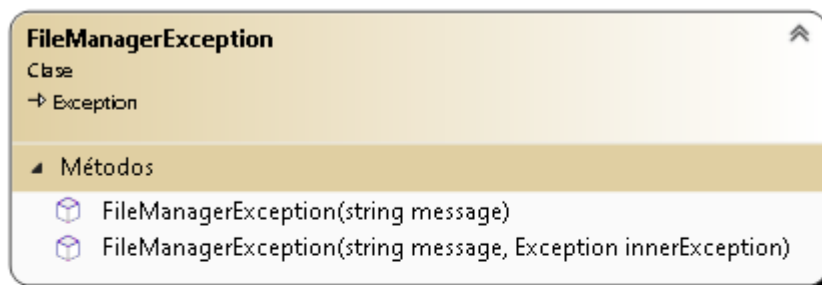 FileManagerException
Clase
Exception
Métodos
FileManagerException(string message)
FileManagerException(string message, Exception innerException)